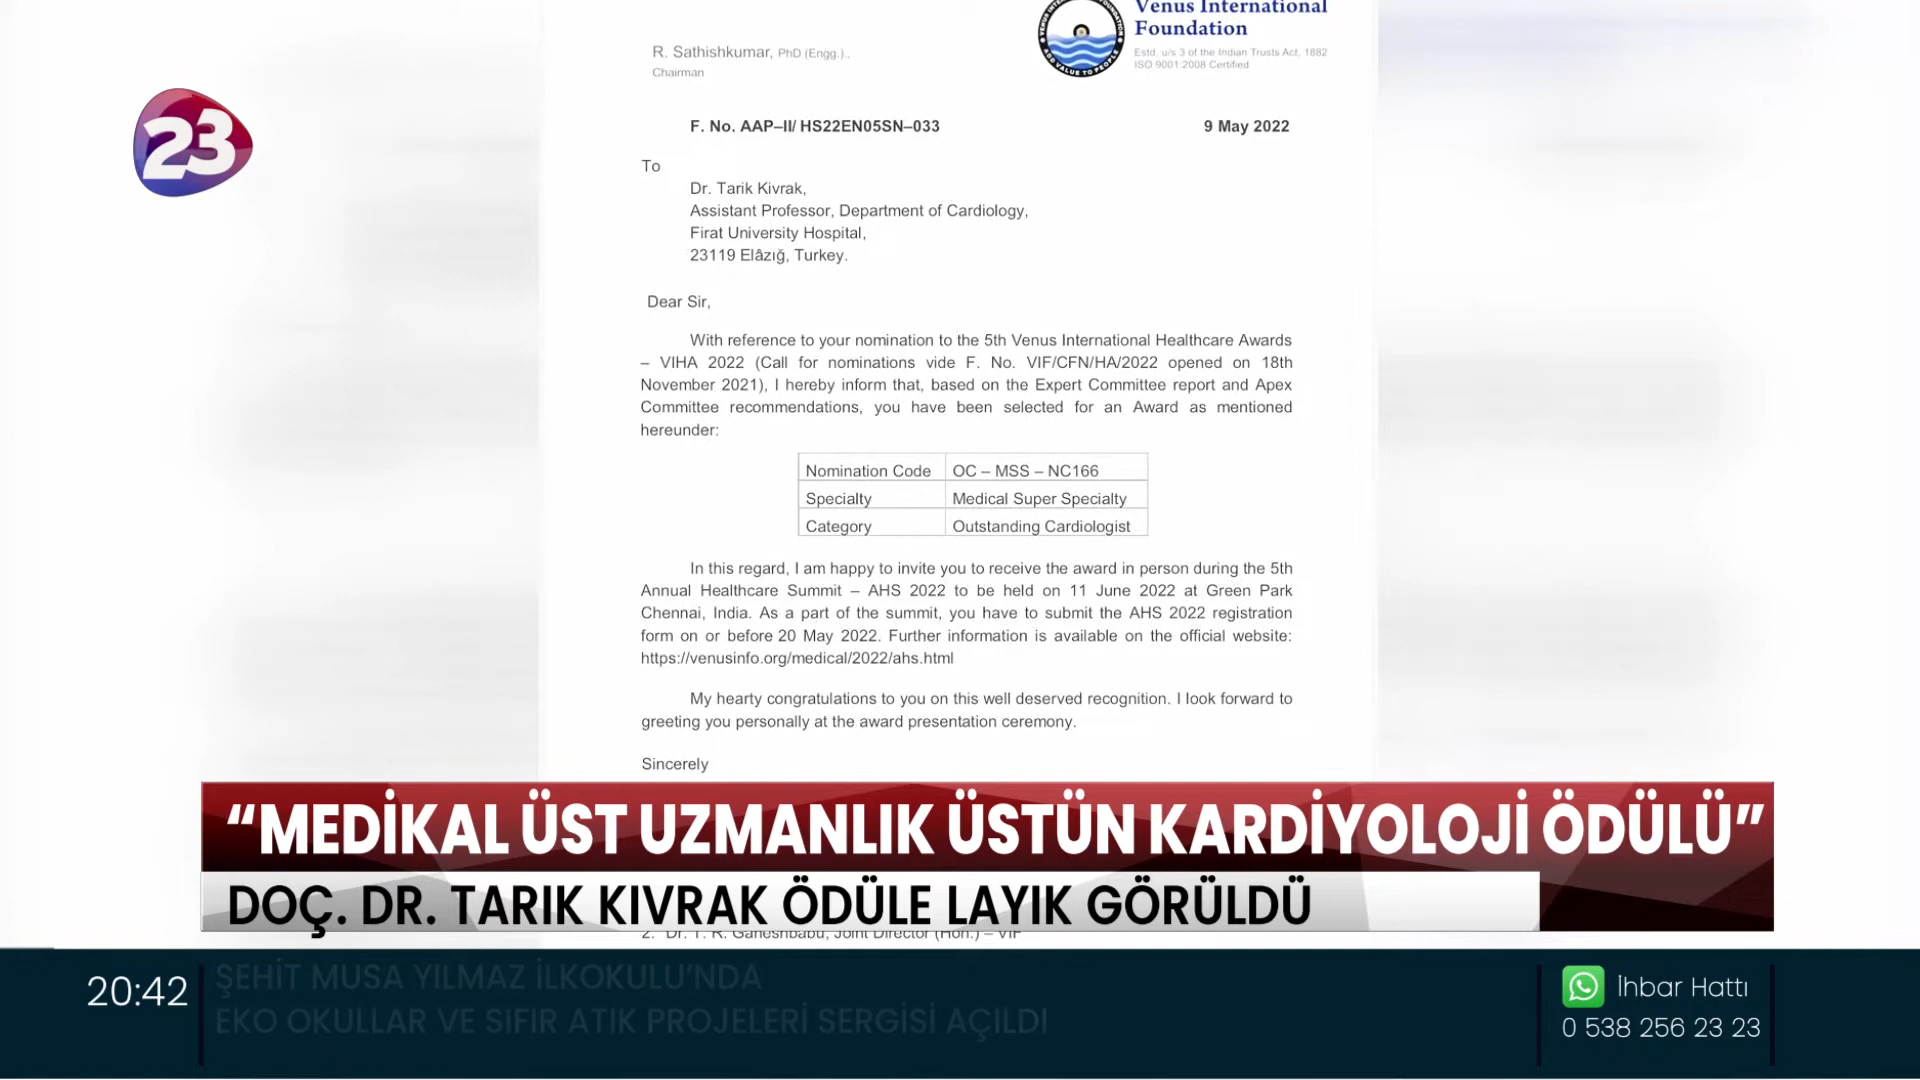 Venus International
Foundation
Estd. u/s 3 of the Indian Trusts Act, 1882
ISO 9001:2008 Certified
R. Sathishkumar, PhD (Engg.).,
Chairman
23
F. No. AAP–II/ HS22EN05SN–033
9 May 2022
To
Dr. Tarik Kivrak,
Assistant Professor, Department of Cardiology,
Firat University Hospital,
23119 Elâzığ, Turkey.
Dear Sir,
With reference to your nomination to the 5th Venus International Healthcare Awards
– VIHA 2022 (Call for nominations vide F. No. VIF/CFN/HA/2022 opened on 18th
November 2021), I hereby inform that, based on the Expert Committee report and Apex
Committee recommendations, you have been selected for an Award as mentioned
hereunder:
Nomination Code OC – MSS – NC166
Specialty Medical Super Specialty
Category Outstanding Cardiologist
In this regard, I am happy to invite you to receive the award in person during the 5th
Annual Healthcare Summit – AHS 2022 to be held on 11 June 2022 at Green Park
Chennai, India. As a part of the summit, you have to submit the AHS 2022 registration
form on or before 20 May 2022. Further information is available on the official website:
https://venusinfo.org/medical/2022/ahs.html
My hearty congratulations to you on this well deserved recognition. I look forward to
greeting you personally at the award presentation ceremony.
Sincerely
“MEDİKAL ÜST UZMANLIK ÜSTÜN KARDİYOLOJİ ÖDÜLÜ”
DOÇ. DR. TARIK KIVRAK ÖDÜLE LAYIK GÖRÜLDÜ
2. Dr. T. R. Ganeshbabu, Joint Director (Hon.) – VIF
20:42
ŞEHİT MUSA YILMAZ İLKOKULU’NDA
EKO OKULLAR VE SIFIR ATIK PROJELERİ SERGİSİ AÇILDI
İhbar Hattı
0 538 256 23 23